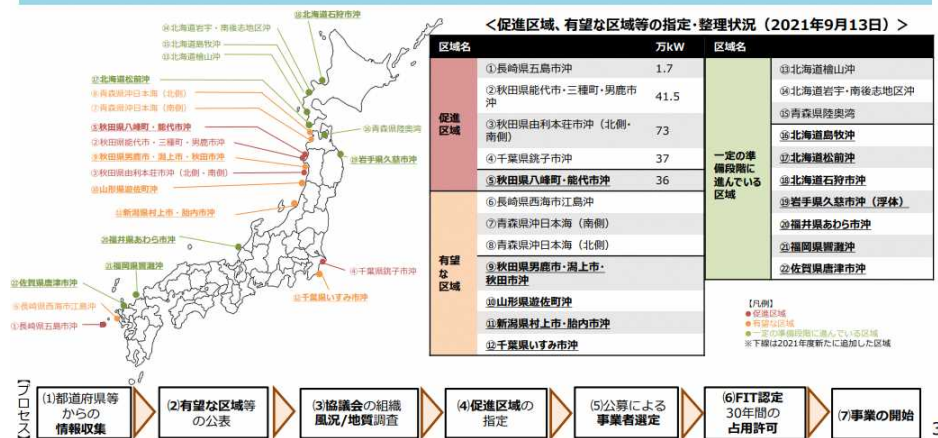 <促進区域、有望な区域等の指定・整理状況(2021年9月13日)>
⑱北海道石狩市沖
⑭北海道岩宇・南後志地区沖
⑬北海道檜山沖
⑰北海道松前沖
⑧青森県沖日本海(北側)
⑦青森県沖日本海(南側)
⑤秋田県八峰町・能代市沖
②秋田県能代市・三種町・男鹿市沖
⑨秋田県男鹿市・潟上市・秋田市沖
③秋田県由利本荘市沖(北側・南側)
⑩山形県遊佐町沖
⑪新潟県村上市・胎内市沖
⑳福井県あわら市沖
㉑福岡県響灘沖
㉒佐賀県唐津市沖
⑥長崎県西海市江島沖
①長崎県五島市沖
青森県陸奥湾
⑲岩手県久慈市沖
④千葉県銚子市沖
⑫千葉県いすみ市沖
区域名 万kW
促進
区域
①長崎県五島市沖 1.7
②秋田県能代市・三種町・男鹿市
沖 41.5
③秋田県由利本荘市沖(北側・
南側) 73
④千葉県銚子市沖 37
⑤秋田県八峰町・能代市沖 36
有望
な
区域
⑥長崎県西海市江島沖
⑦青森県沖日本海(南側)
⑧青森県沖日本海(北側)
⑨秋田県男鹿市・潟上市・
秋田市沖
⑩山形県遊佐町沖
⑪新潟県村上市・胎内市沖
⑫千葉県いすみ市沖
区域名
一定の準
備段階に
進んでいる
区域
⑬北海道檜山沖
⑭北海道岩宇・南後志地区沖
⑮青森県陸奥湾
⑯北海道島牧沖
⑰北海道松前沖
⑱北海道石狩市沖
⑲岩手県久慈市沖(浮体)
⑳福井県あわら市沖
㉑福岡県響灘沖
㉒佐賀県唐津市沖
【凡例】
●促進区域
●有望な区域
●一定の準備段階に進んでいる区域
※下線は2021年度新たに追加した区域
【プロセス】
(1)都道府県等
からの
情報収集
(2)有望な区域等
の公表
(3)協議会の組織
風況/地質調査
(4)促進区域の
指定
(5)公募による
事業者選定
(6)FIT認定
30年間の
占用許可
(7)事業の開始